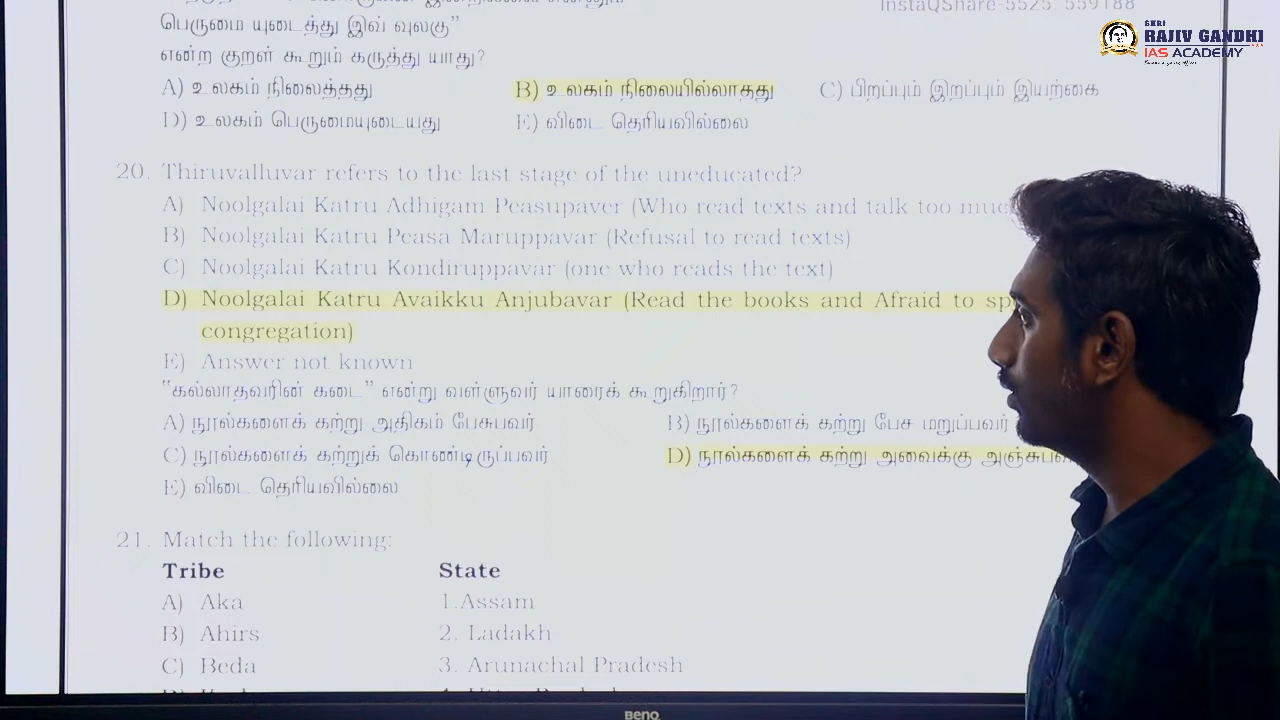 InstaQShare-5525: 559188
பெருமை யுடைத்து இவ் வுலகு”
என்ற குறள் கூறும் கருத்து யாது?
A) உலகம் நிலைத்தது B) உலகம் நிலையில்லாதது C) பிறப்பும் இறப்பும் இயற்கை
D) உலகம் பெருமையுடையது E) விடை தெரியவில்லை
SHRI
RAJIV GANDHI
IAS ACADEMY
20. Thiruvalluvar refers to the last stage of the uneducated?
A) Noolgalai Katru Adhigam Peasupaver (Who read texts and talk too
B) Noolgalai Katru Peasa Maruppavar (Refusal to read texts)
C) Noolgalai Katru Kondiruppavar (one who reads the text)
D) Noolgalai Katru Avaikku Anjubavar (Read the books and Afraid to
congregation)
E) Answer not known
"கல்லாதவரின் கடை" என்று வள்ளுவர் யாரைக் கூறுகிறார்?
A) நூல்களைக் கற்று அதிகம் பேசுபவர் B) நூல்களைக் கற்று பேச மறுப்பவர்
C) நூல்களைக் கற்றுக் கொண்டிருப்பவர் D) நூல்களைக் கற்று அவைக்கு
E) விடை தெரியவில்லை
21. Match the following:
Tribe State
A) Aka 1.Assam
B) Ahirs 2. Ladakh
C) Beda 3. Arunachal Pradesh
BenQ